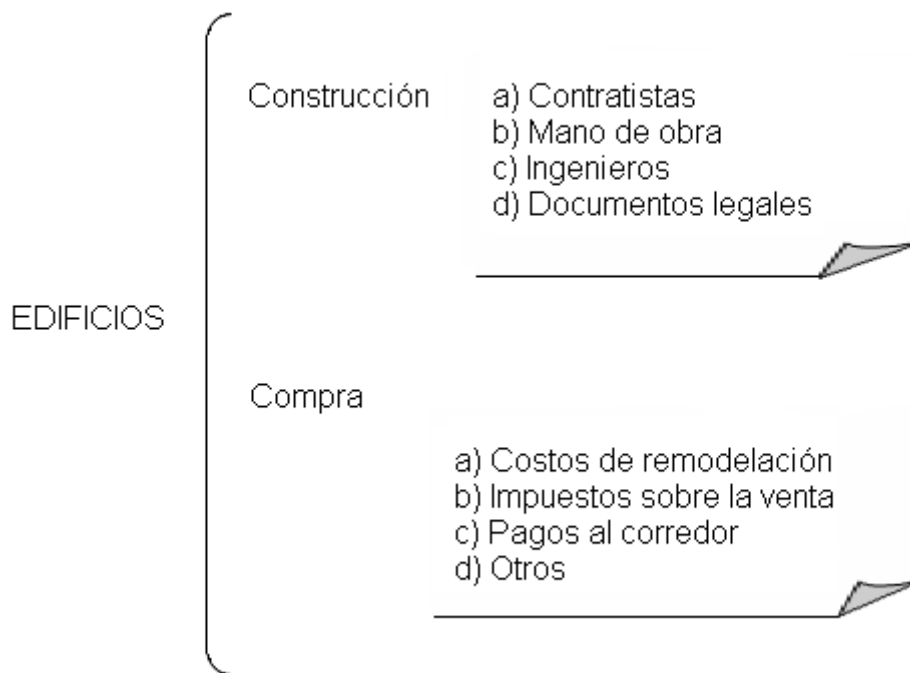 EDIFICIOS
Construcción
a) Contratistas
b) Mano de obra
c) Ingenieros
d) Documentos legales
Compra
a) Costos de remodelación
b) Impuestos sobre la venta
c) Pagos al corredor
d) Otros